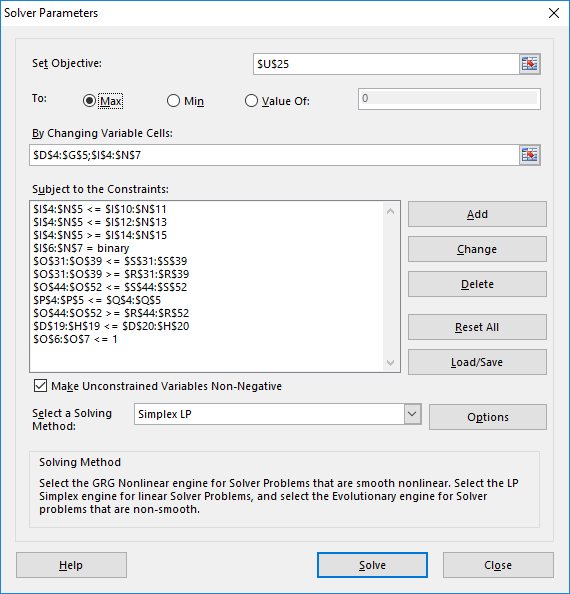 Solver Parameters
Set Objective:
$U$25
To:
Max
Min
Value Of:
0
By Changing Variable Cells:
$D$4:$G$5;$I$4:$N$7
Subject to the Constraints:
$I$4:$N$5 <= $I$10:$N$11
$I$4:$N$5 <= $I$12:$N$13
$I$4:$N$5 >= $I$14:$N$15
$I$6:$N$7 = binary
$O$31:$O$39 <= $S$31:$S$39
$O$31:$O$39 >= $R$31:$R$39
$O$44:$O$52 <= $S$44:$S$52
$P$4:$P$5 <= $Q$4:$Q$5
$O$44:$O$52 >= $R$44:$R$52
$D$19:$H$19 <= $D$20:$H$20
$O$6:$O$7 <= 1
Add
Change
Delete
Reset All
Load/Save
Make Unconstrained Variables Non-Negative
Select a Solving
Method:
Simplex LP
Options
Solving Method
Select the GRG Nonlinear engine for Solver Problems that are smooth nonlinear. Select the LP
Simplex engine for linear Solver Problems, and select the Evolutionary engine for Solver
problems that are non-smooth.
Help
Solve
Close